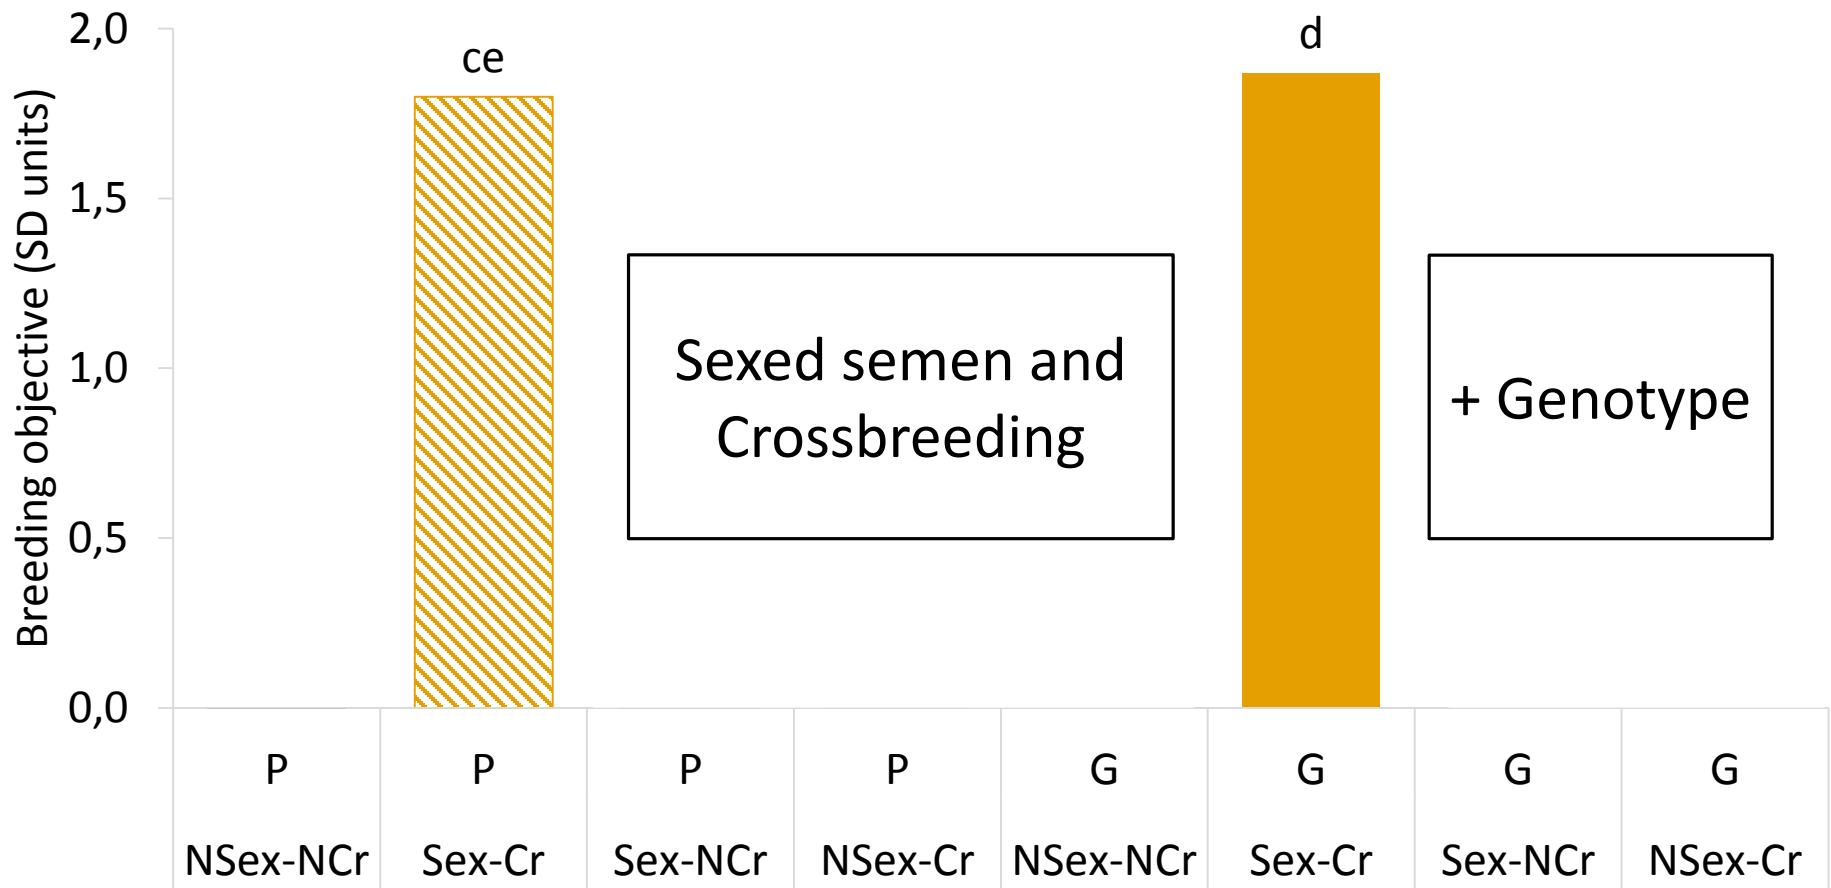 Breeding objective (SD units)
2,0
1,5
1,0
0,5
0,0
ce
d
Sexed semen and
Crossbreeding
+ Genotype
P P P P G G G G
NSex-NCr Sex-Cr Sex-NCr NSex-Cr NSex-NCr Sex-Cr Sex-NCr NSex-Cr